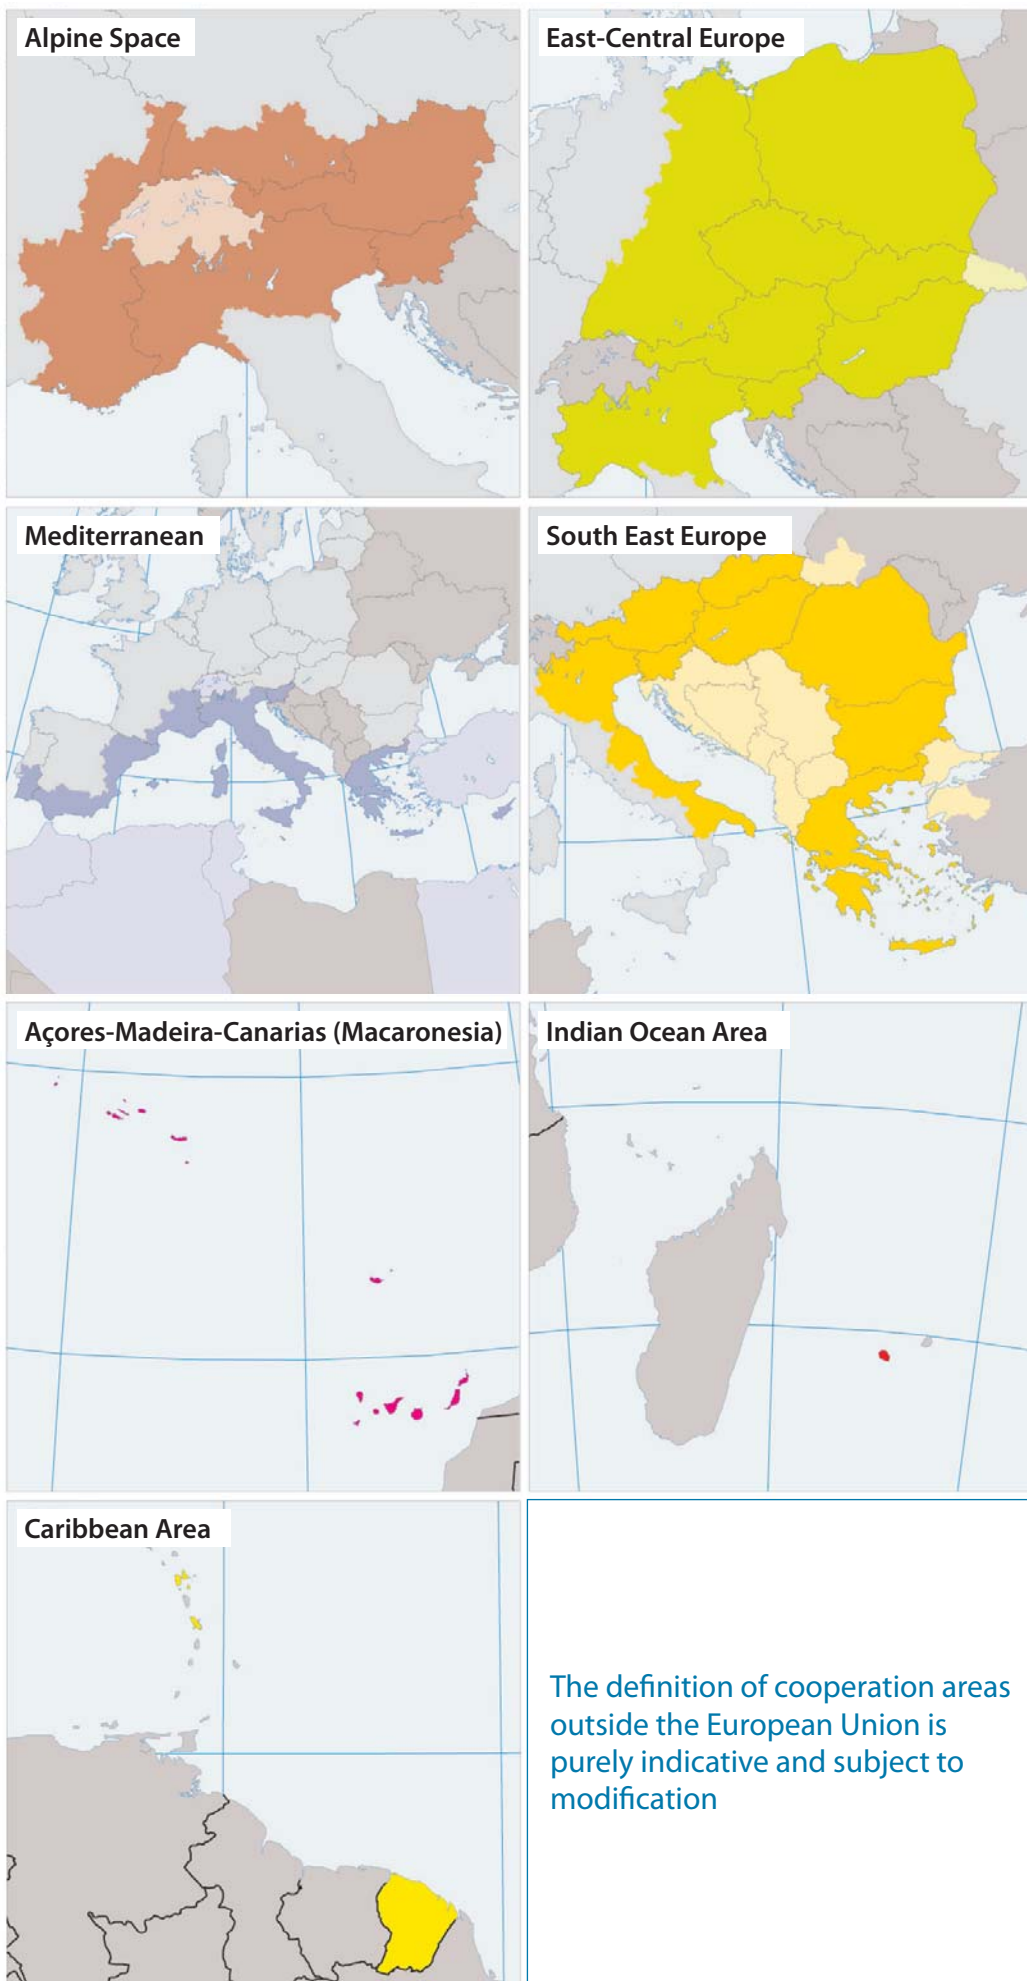 Alpine Space
East-Central Europe
Mediterranean
South East Europe
Açores-Madeira-Canarias (Macaronesia)
Indian Ocean Area
Caribbean Area
The definition of cooperation areas
outside the European Union is
purely indicative and subject to
modification